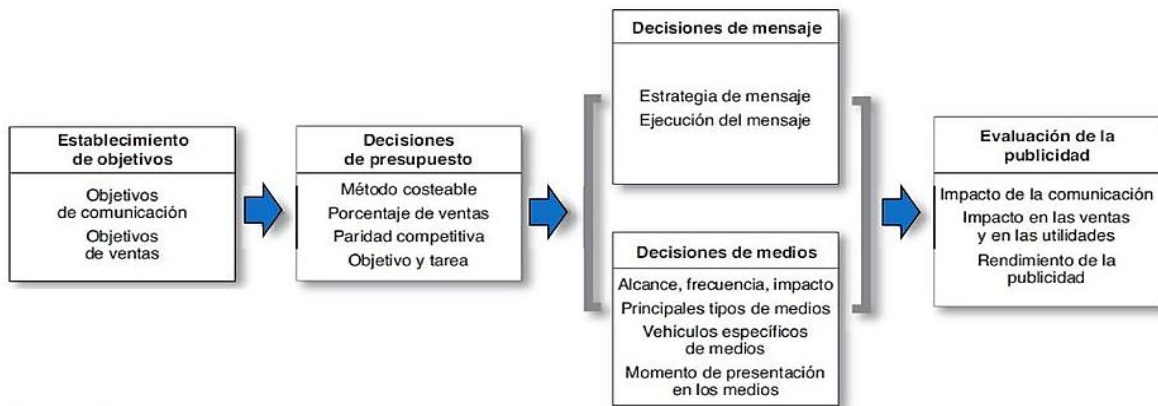 Establecimiento
de objetivos
Objetivos
de comunicación
Objetivos
de ventas
Decisiones
de presupuesto
Método costeable
Porcentaje de ventas
Paridad competitiva
Objetivo y tarea
Decisiones de mensaje
Estrategia de mensaje
Ejecución del mensaje
Decisiones de medios
Alcance, frecuencia, impacto
Principales tipos de medios
Vehículos específicos
de medios
Momento de presentación
en los medios
Evaluación de la
publicidad
Impacto de la comunicación
Impacto en las ventas
y en las utilidades
Rendimiento de la
publicidad